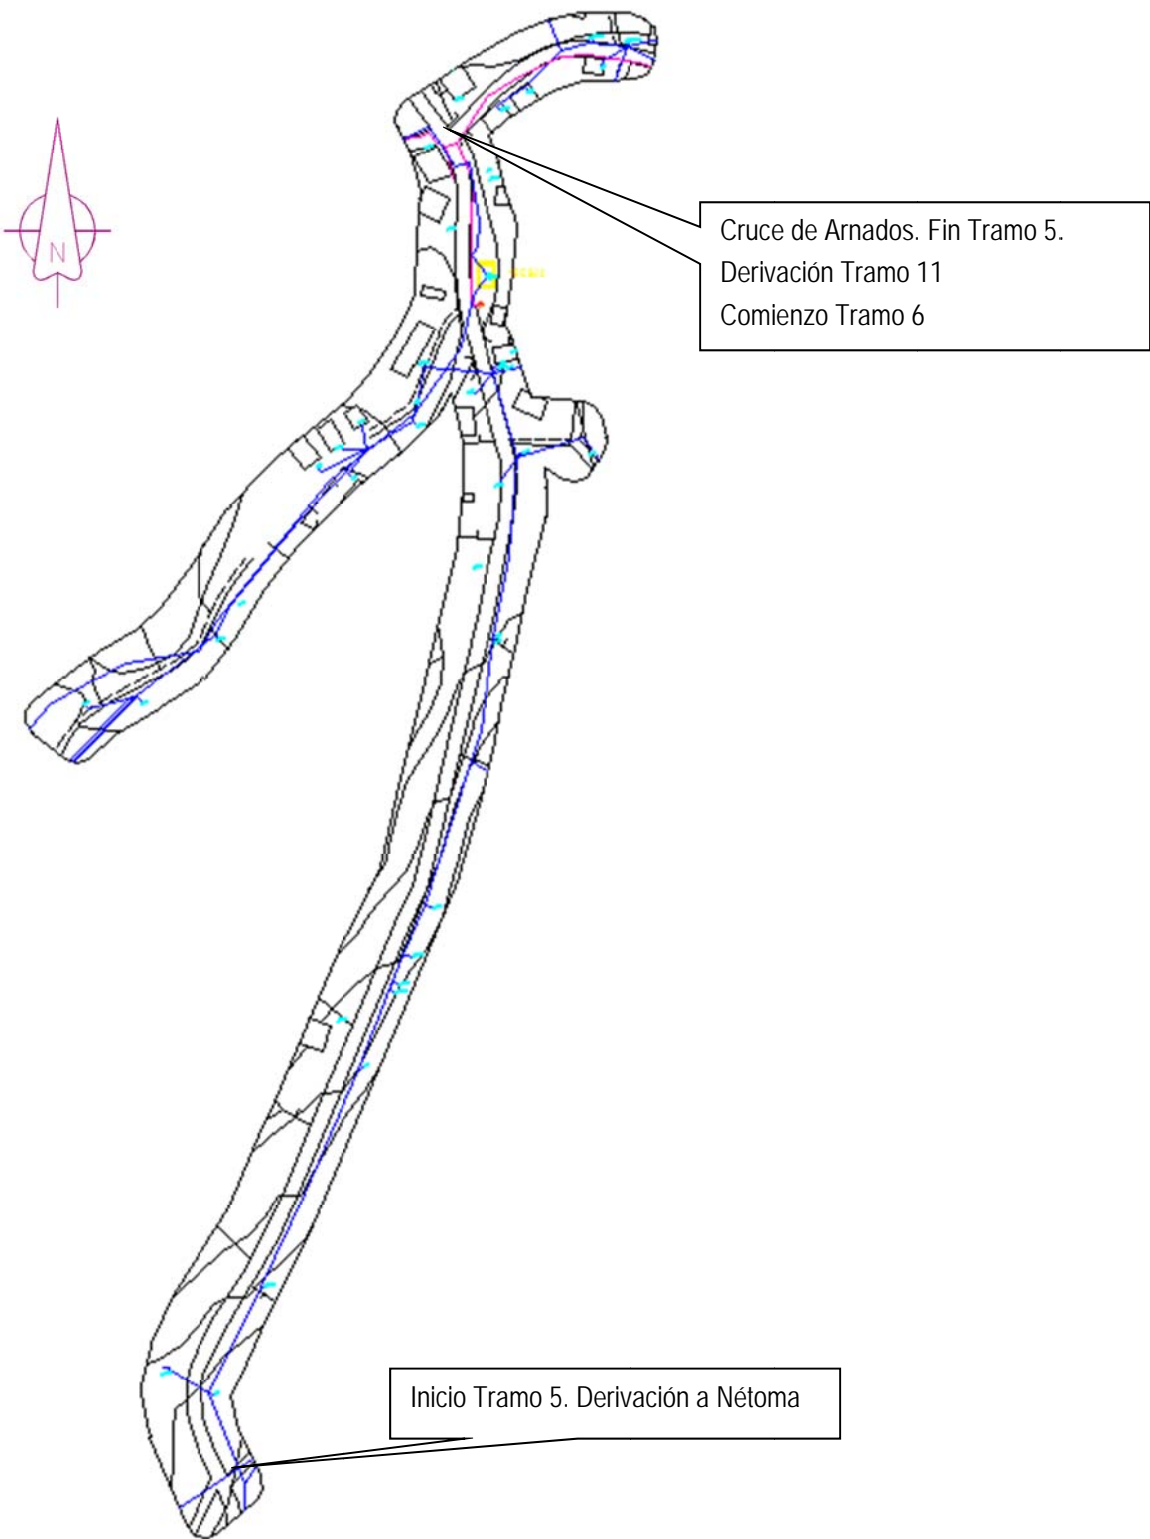 N
Cruce de Arnados. Fin Tramo 5.
Derivación Tramo 11
Comienzo Tramo 6
Inicio Tramo 5. Derivación a Nétoma